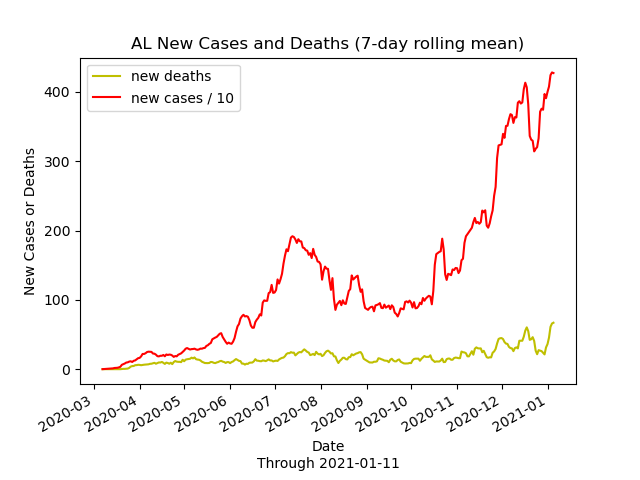 AL New Cases and Deaths (7-day rolling mean)
new deaths
new cases / 10
New Cases or Deaths
400
300
200
100
0
2020-03
2020-04
2020-05
2020-06
2020-07
2020-08
2020-09
2020-10
2020-11
2020-12
2021-01
Date
Through 2021-01-11